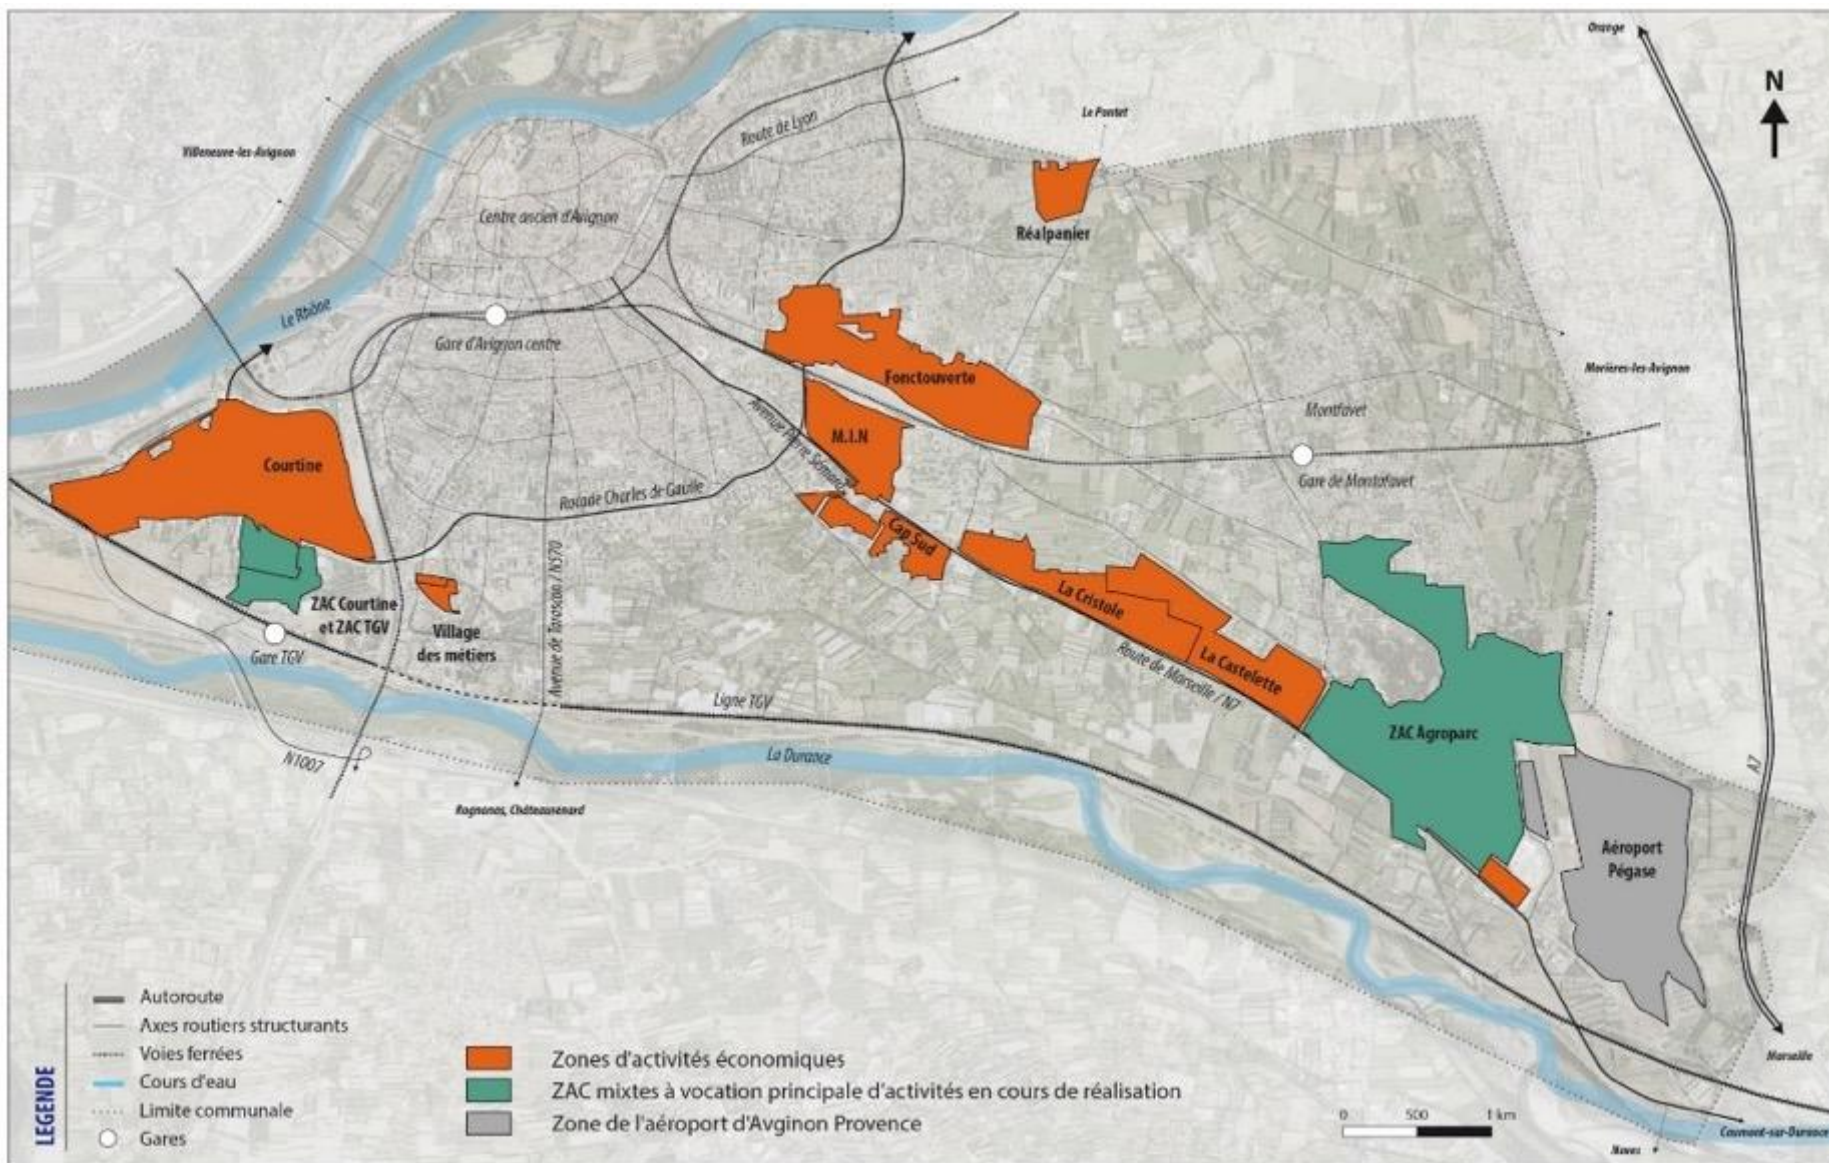 Orange
N
Le Pontet
Route de Lyon
Villeneuve-les-Avignon
Centre ancien d'Avignon
Réalpanier
Le Rhône
Gare d'Avignon centre
Morières-les-Avignon
Fonctouverte
Montfavet
Avenue Pierre Sémard
M.I.N
Courtine
Gare de Montafavet
Rocade Charles de Gaulle
Cap Sud
Avenue de Tarascon / N570
La Cristole
ZAC Courtine
et ZAC TGV
Village
des métiers
Gare TGV
La Castelette
Route de Marseille / N7
Ligne TGV
ZAC Agroparc
La Durance
N1007
A7
Rognonas, Châteaurenard
Aéroport
Pégase
LEGENDE
Autoroute
Axes routiers structurants
Voies ferrées
Cours d'eau
Limite communale
Gares
Zones d'activités économiques
ZAC mixtes à vocation principale d'activités en cours de réalisation
Zone de l'aéroport d'Avginon Provence
0 500 1 km
Marseille
Caumont-sur-Durance
Noves